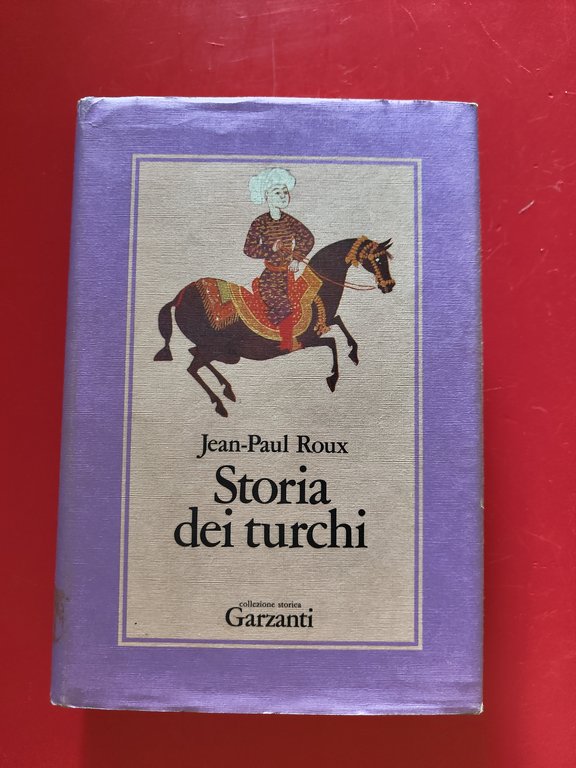 Jean-Paul Roux
Storia
dei turchi
collezione storica
Garzanti